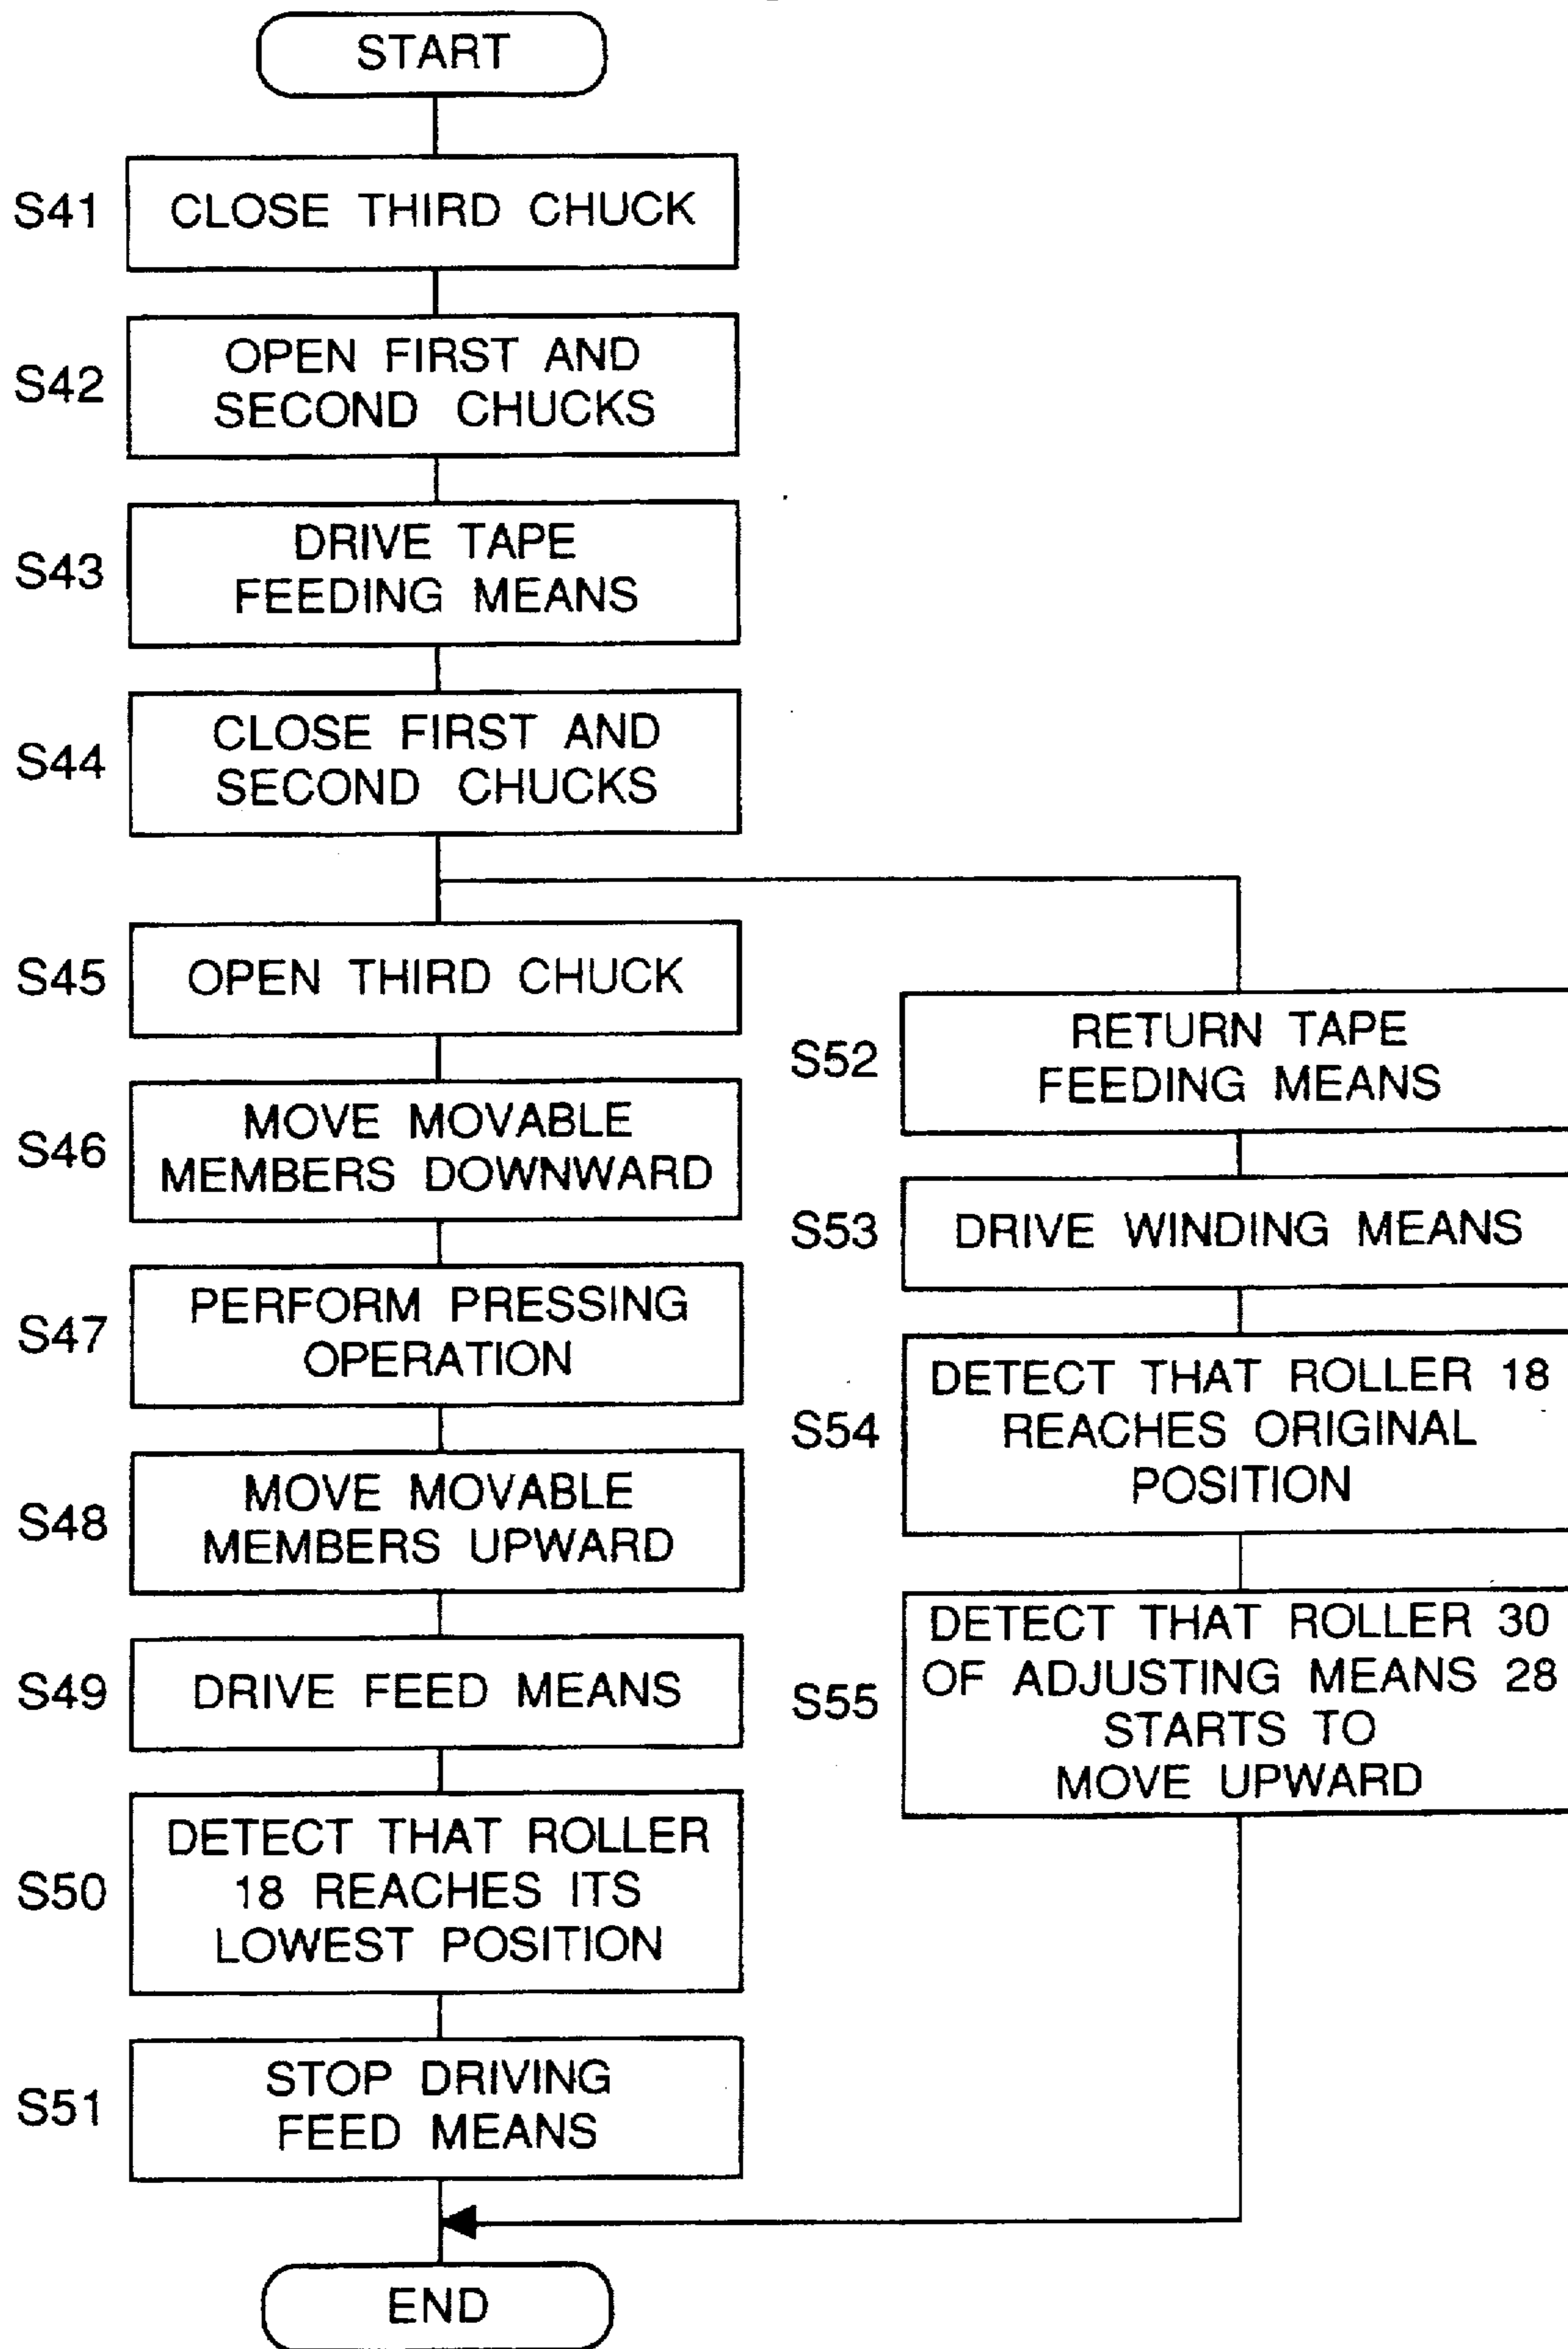 START
S41
CLOSE THIRD CHUCK
S42
OPEN FIRST AND
SECOND CHUCKS
S43
DRIVE TAPE
FEEDING MEANS
S44
CLOSE FIRST AND
SECOND CHUCKS
S45
OPEN THIRD CHUCK
S46
MOVE MOVABLE
MEMBERS DOWNWARD
S47
PERFORM PRESSING
OPERATION
S48
MOVE MOVABLE
MEMBERS UPWARD
S49
DRIVE FEED MEANS
S50
DETECT THAT ROLLER
18 REACHES ITS
LOWEST POSITION
S51
STOP DRIVING
FEED MEANS
S52
RETURN TAPE
FEEDING MEANS
S53
DRIVE WINDING MEANS
S54
DETECT THAT ROLLER 18
REACHES ORIGINAL
POSITION
S55
DETECT THAT ROLLER 30
OF ADJUSTING MEANS 28
STARTS TO
MOVE UPWARD
END